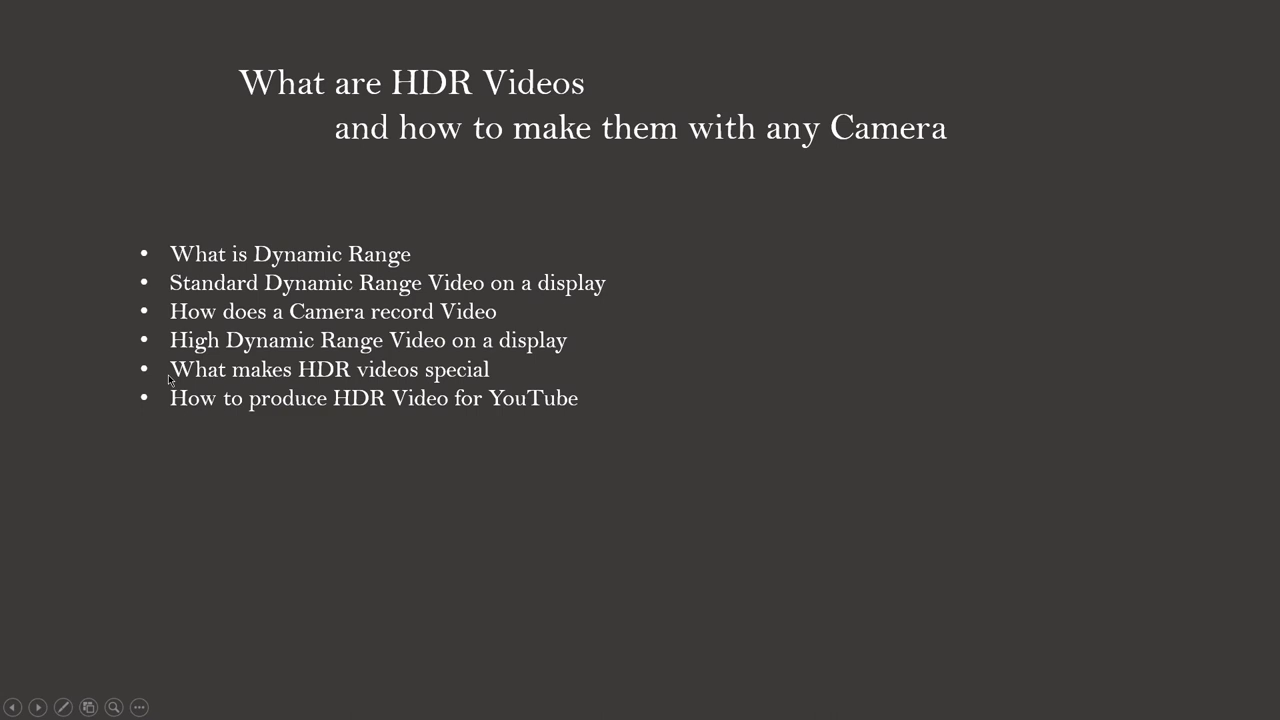 What are HDR Videos
and how to make them with any Camera
• What is Dynamic Range
• Standard Dynamic Range Video on a display
• How does a Camera record Video
• High Dynamic Range Video on a display
• What makes HDR videos special
• How to produce HDR Video for YouTube